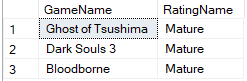 GameName RatingName
1 Ghost of Tsushima Mature
2 Dark Souls 3 Mature
3 Bloodborne Mature